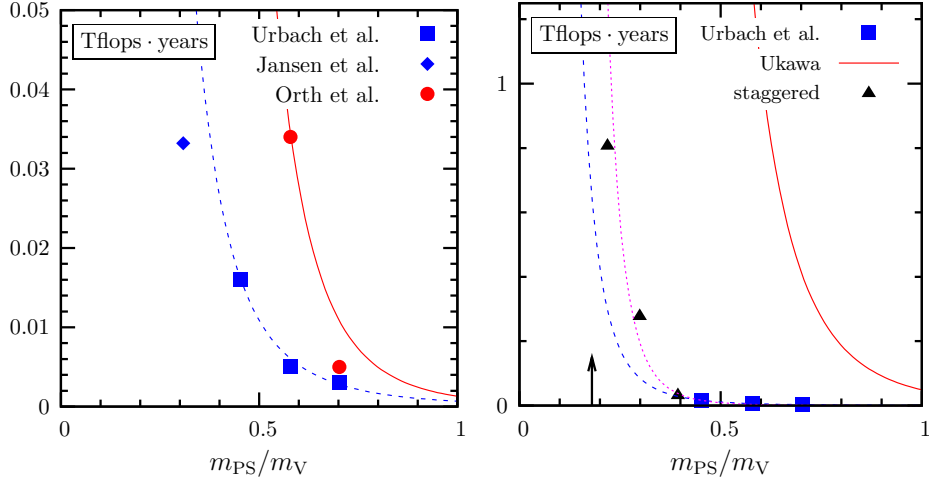 Tflops · years
Urbach et al.
Jansen et al.
Orth et al.
0.05
0.04
0.03
0.02
0.01
0
0
0.5
1
m_PS/m_V
Tflops · years
Urbach et al.
Ukawa
staggered
1
0
0
0.5
1
m_PS/m_V